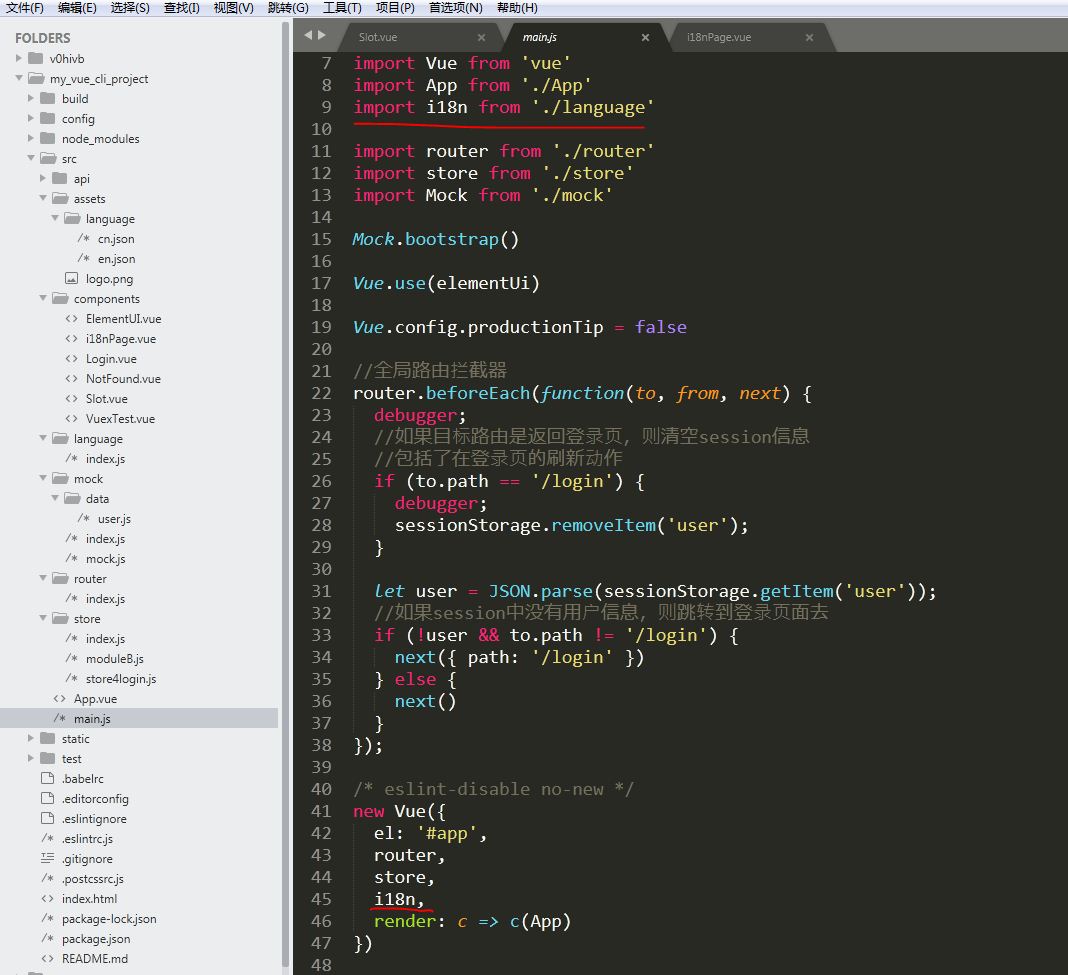 文件(F) 编辑(E) 选择(S) 查找(I) 视图(V) 跳转(G) 工具(T) 项目(P) 首选项(N) 帮助(H)
FOLDERS
v0hivb
my_vue_cli_project
build
config
node_modules
src
api
assets
language
/* cn.json
/* en.json
logo.png
components
<> ElementUI.vue
<> i18nPage.vue
<> Login.vue
<> NotFound.vue
<> Slot.vue
<> VuexTest.vue
language
/* index.js
mock
data
/* user.js
/* index.js
/* mock.js
router
/* index.js
store
/* index.js
/* moduleB.js
/* store4login.js
<> App.vue
/* main.js
static
test
.babelrc
.editorconfig
.eslintignore
/* .eslintrc.js
.gitignore
/* .postcssrc.js
<> index.html
/* package-lock.json
/* package.json
<> README.md
Slot.vue × main.js × i18nPage.vue ×
7 import Vue from 'vue'
8 import App from './App'
9 import i18n from './language'
10
11 import router from './router'
12 import store from './store'
13 import Mock from './mock'
14
15 Mock.bootstrap()
16
17 Vue.use(elementUi)
18
19 Vue.config.productionTip = false
20
21 //全局路由拦截器
22 router.beforeEach(function(to, from, next) {
23 debugger;
24 //如果目标路由是返回登录页，则清空session信息
25 //包括了在登录页的刷新动作
26 if (to.path == '/login') {
27 debugger;
28 sessionStorage.removeItem('user');
29 }
30
31 let user = JSON.parse(sessionStorage.getItem('user'));
32 //如果session中没有用户信息，则跳转到登录页面去
33 if (!user && to.path != '/login') {
34 next({ path: '/login' })
35 } else {
36 next()
37 }
38 });
39
40 /* eslint-disable no-new */
41 new Vue({
42 el: '#app',
43 router,
44 store,
45 i18n,
46 render: c => c(App)
47 })
48